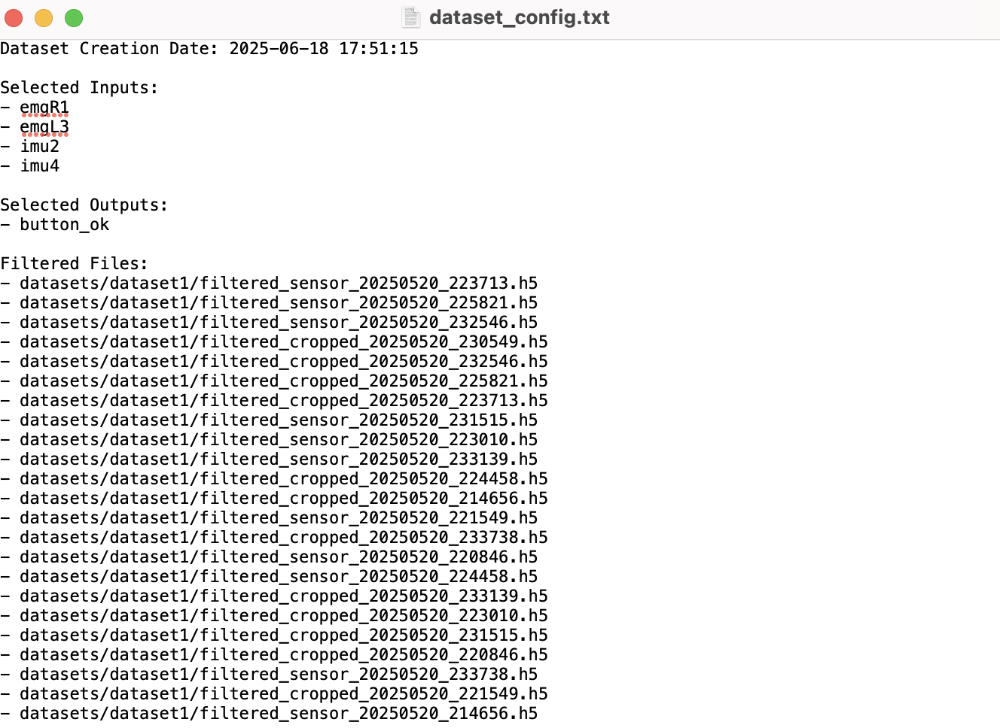 dataset_config.txt
Dataset Creation Date: 2025-06-18 17:51:15
Selected Inputs:
- emgR1
- emgL3
- imu2
- imu4
Selected Outputs:
- button_ok
Filtered Files:
- datasets/dataset1/filtered_sensor_20250520_223713.h5
- datasets/dataset1/filtered_sensor_20250520_225821.h5
- datasets/dataset1/filtered_sensor_20250520_232546.h5
- datasets/dataset1/filtered_cropped_20250520_230549.h5
- datasets/dataset1/filtered_cropped_20250520_232546.h5
- datasets/dataset1/filtered_cropped_20250520_225821.h5
- datasets/dataset1/filtered_cropped_20250520_223713.h5
- datasets/dataset1/filtered_sensor_20250520_231515.h5
- datasets/dataset1/filtered_sensor_20250520_223010.h5
- datasets/dataset1/filtered_sensor_20250520_233139.h5
- datasets/dataset1/filtered_cropped_20250520_224458.h5
- datasets/dataset1/filtered_cropped_20250520_214656.h5
- datasets/dataset1/filtered_sensor_20250520_221549.h5
- datasets/dataset1/filtered_cropped_20250520_233738.h5
- datasets/dataset1/filtered_sensor_20250520_220846.h5
- datasets/dataset1/filtered_sensor_20250520_224458.h5
- datasets/dataset1/filtered_cropped_20250520_233139.h5
- datasets/dataset1/filtered_cropped_20250520_223010.h5
- datasets/dataset1/filtered_cropped_20250520_231515.h5
- datasets/dataset1/filtered_cropped_20250520_220846.h5
- datasets/dataset1/filtered_sensor_20250520_233738.h5
- datasets/dataset1/filtered_cropped_20250520_221549.h5
- datasets/dataset1/filtered_sensor_20250520_214656.h5